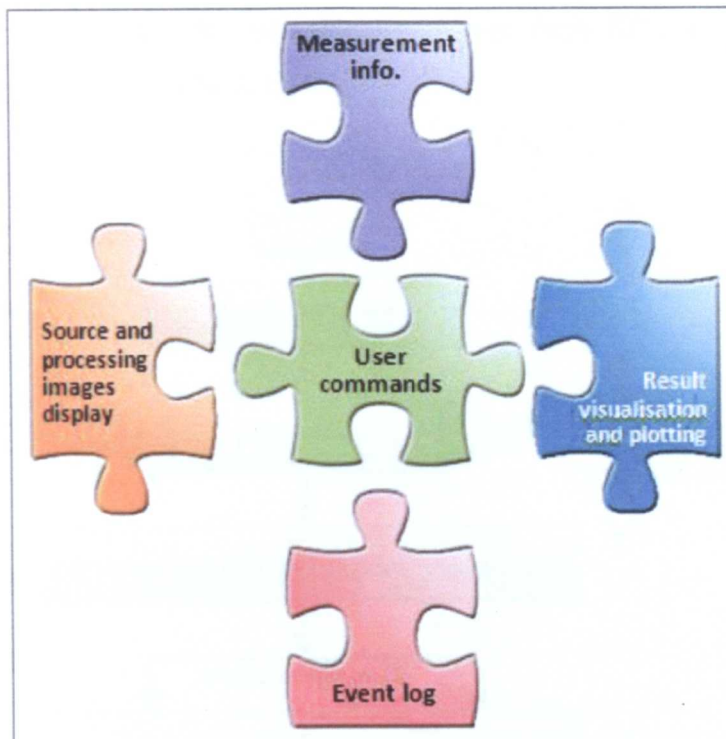 Measurement
info.
Source and
processing
images
display
User
commands
Result
visualisation
and plotting
Event log